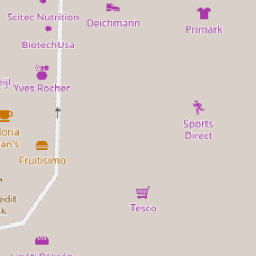 Scitec Nutrition
Deichmann
Primark
BiotechUsa
Yves Rocher
Sports
Direct
Fruitisimo
Tesco